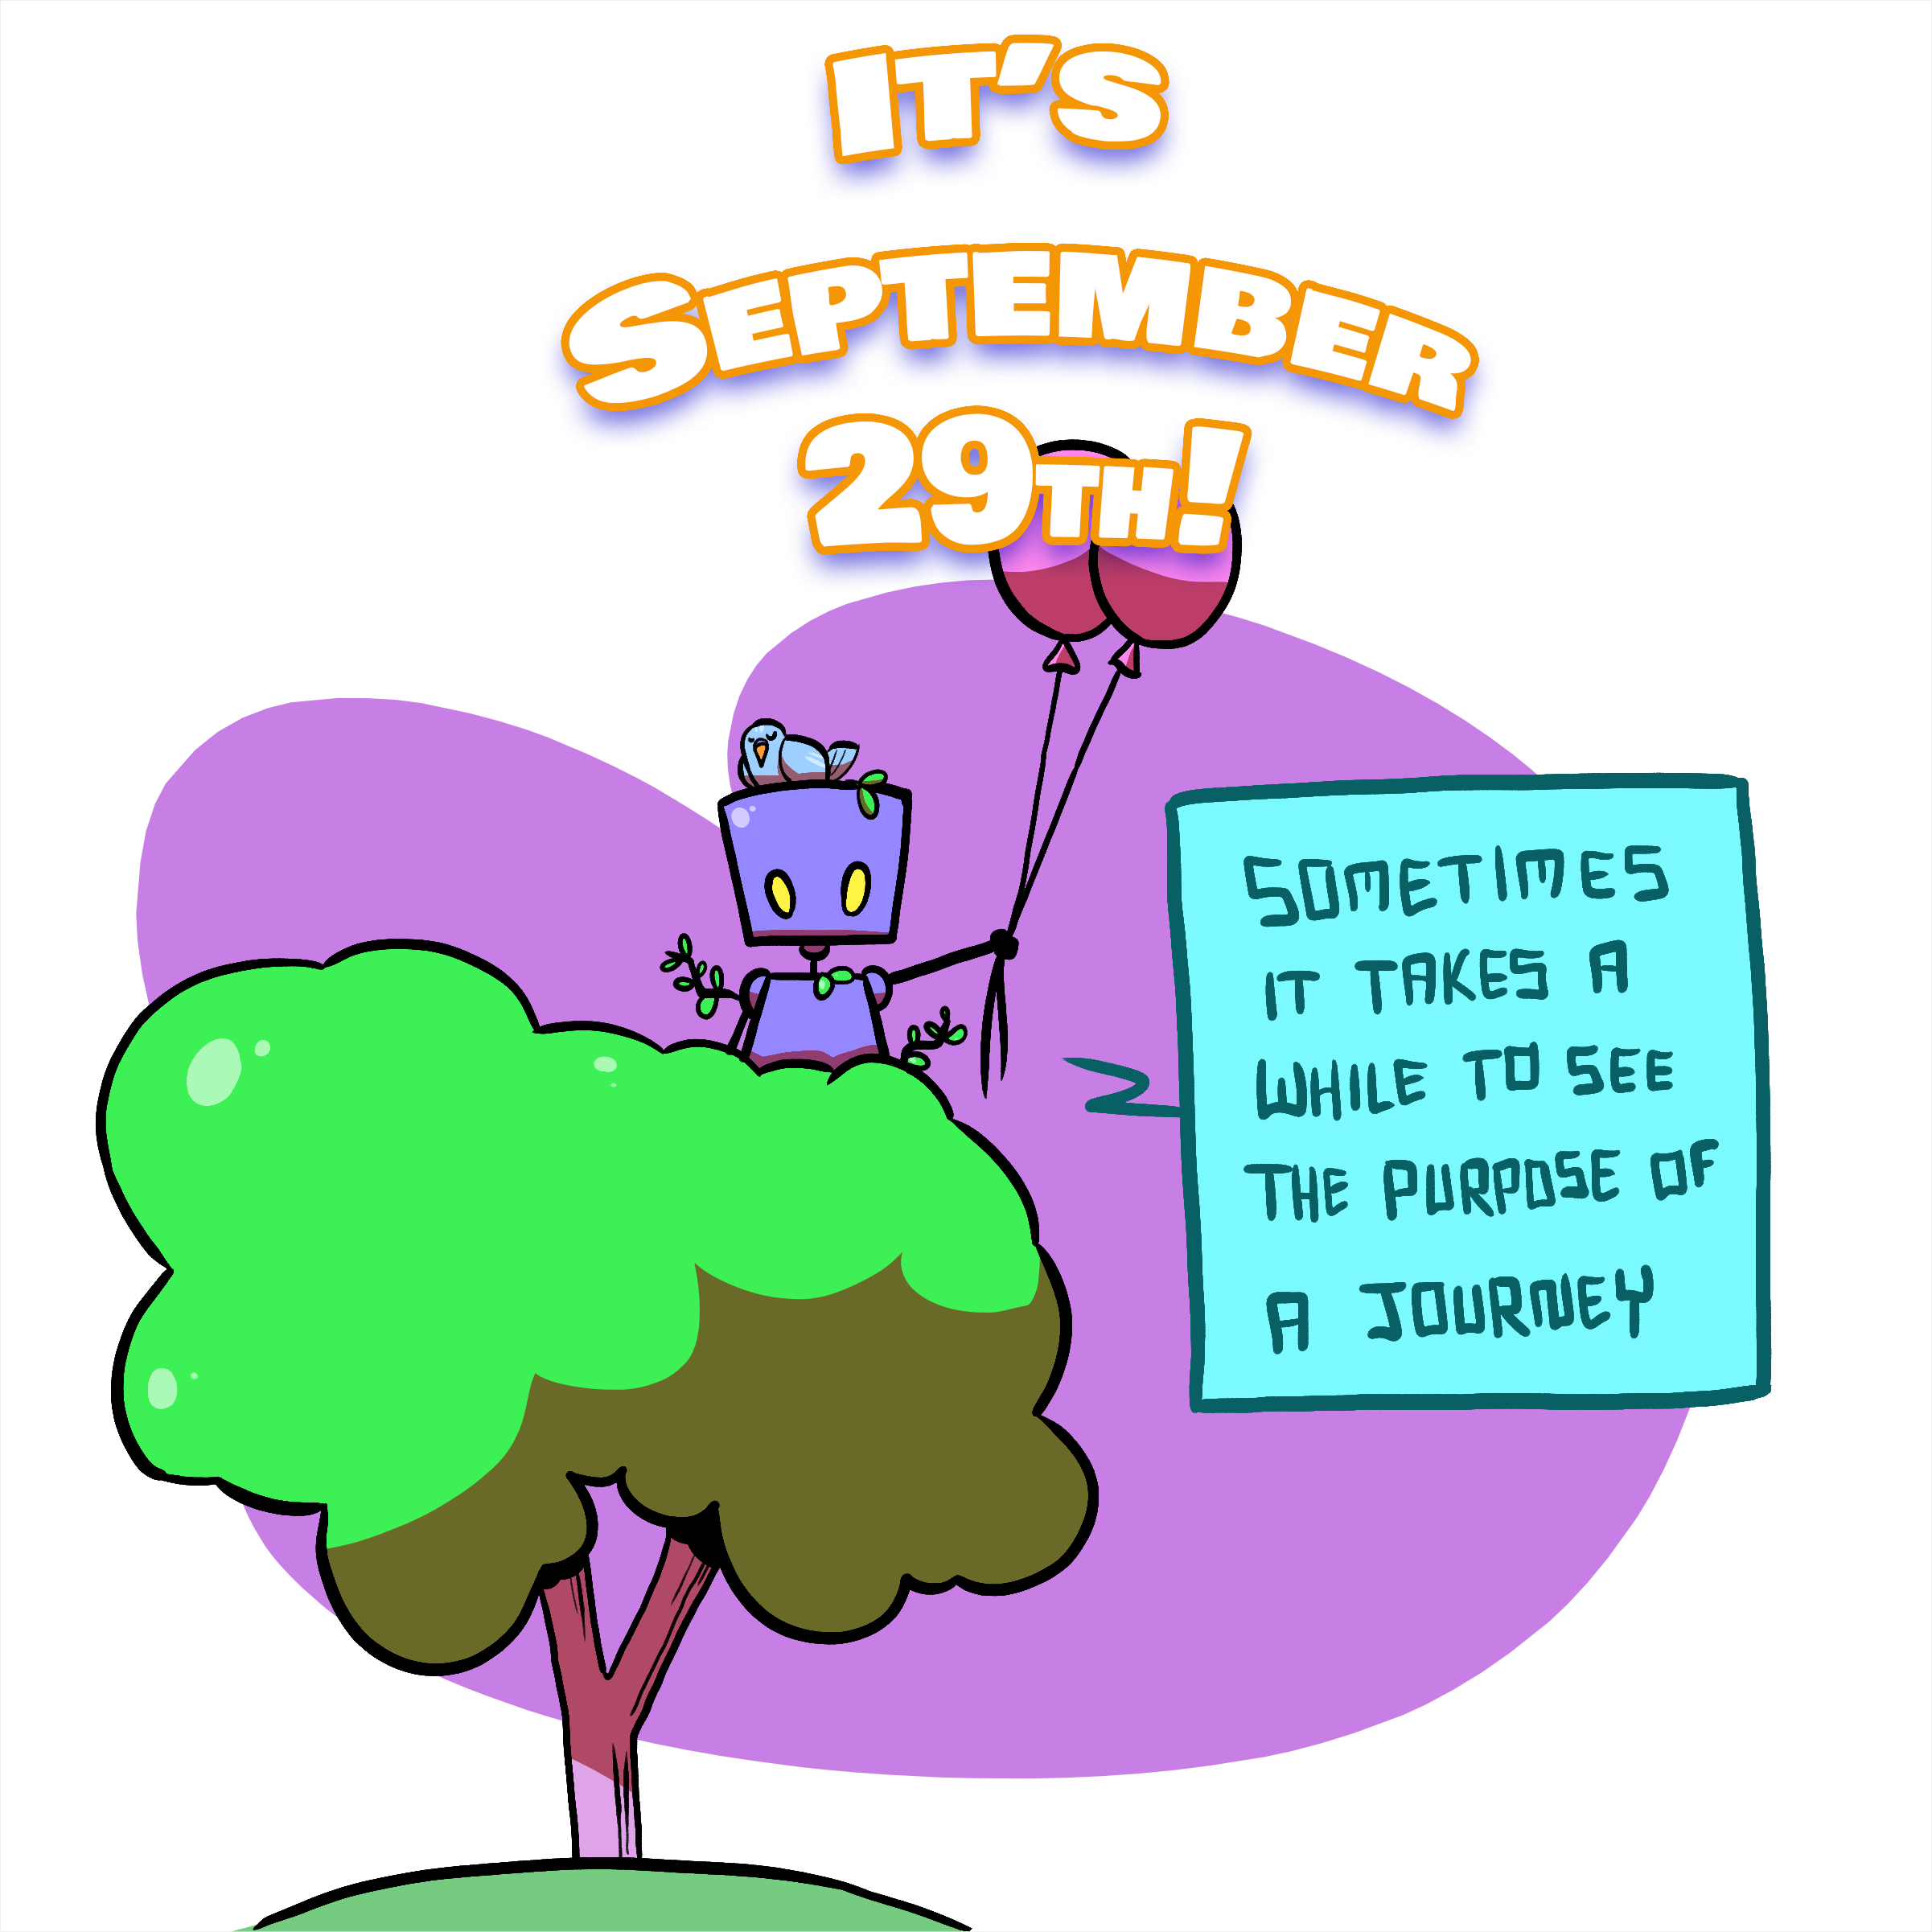 It's
September
29th!
SOMETIMES
IT TAKES A
WHILE TO SEE
THE PURPOSE OF
A JOURNEY